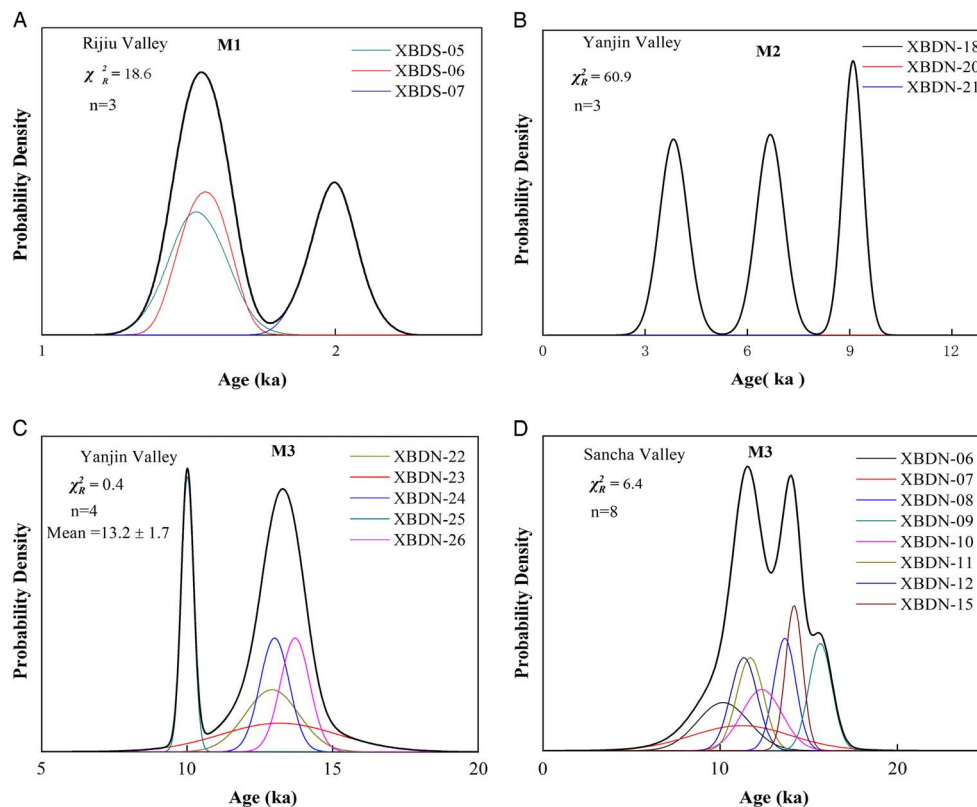 A
Rijiu Valley
M1
χ²R = 18.6
n=3
XBDS-05
XBDS-06
XBDS-07
Probability Density
1
2
Age (ka)
B
Yanjin Valley
M2
χ²R = 60.9
n=3
XBDN-18
XBDN-20
XBDN-21
Probability Density
0
3
6
9
12
Age( ka )
C
Yanjin Valley
M3
χ²R = 0.4
n=4
Mean =13.2 ± 1.7
XBDN-22
XBDN-23
XBDN-24
XBDN-25
XBDN-26
Probability Density
5
10
15
20
Age (ka)
D
Sancha Valley
M3
χ²R = 6.4
n=8
XBDN-06
XBDN-07
XBDN-08
XBDN-09
XBDN-10
XBDN-11
XBDN-12
XBDN-15
Probability Density
0
10
20
Age (ka)